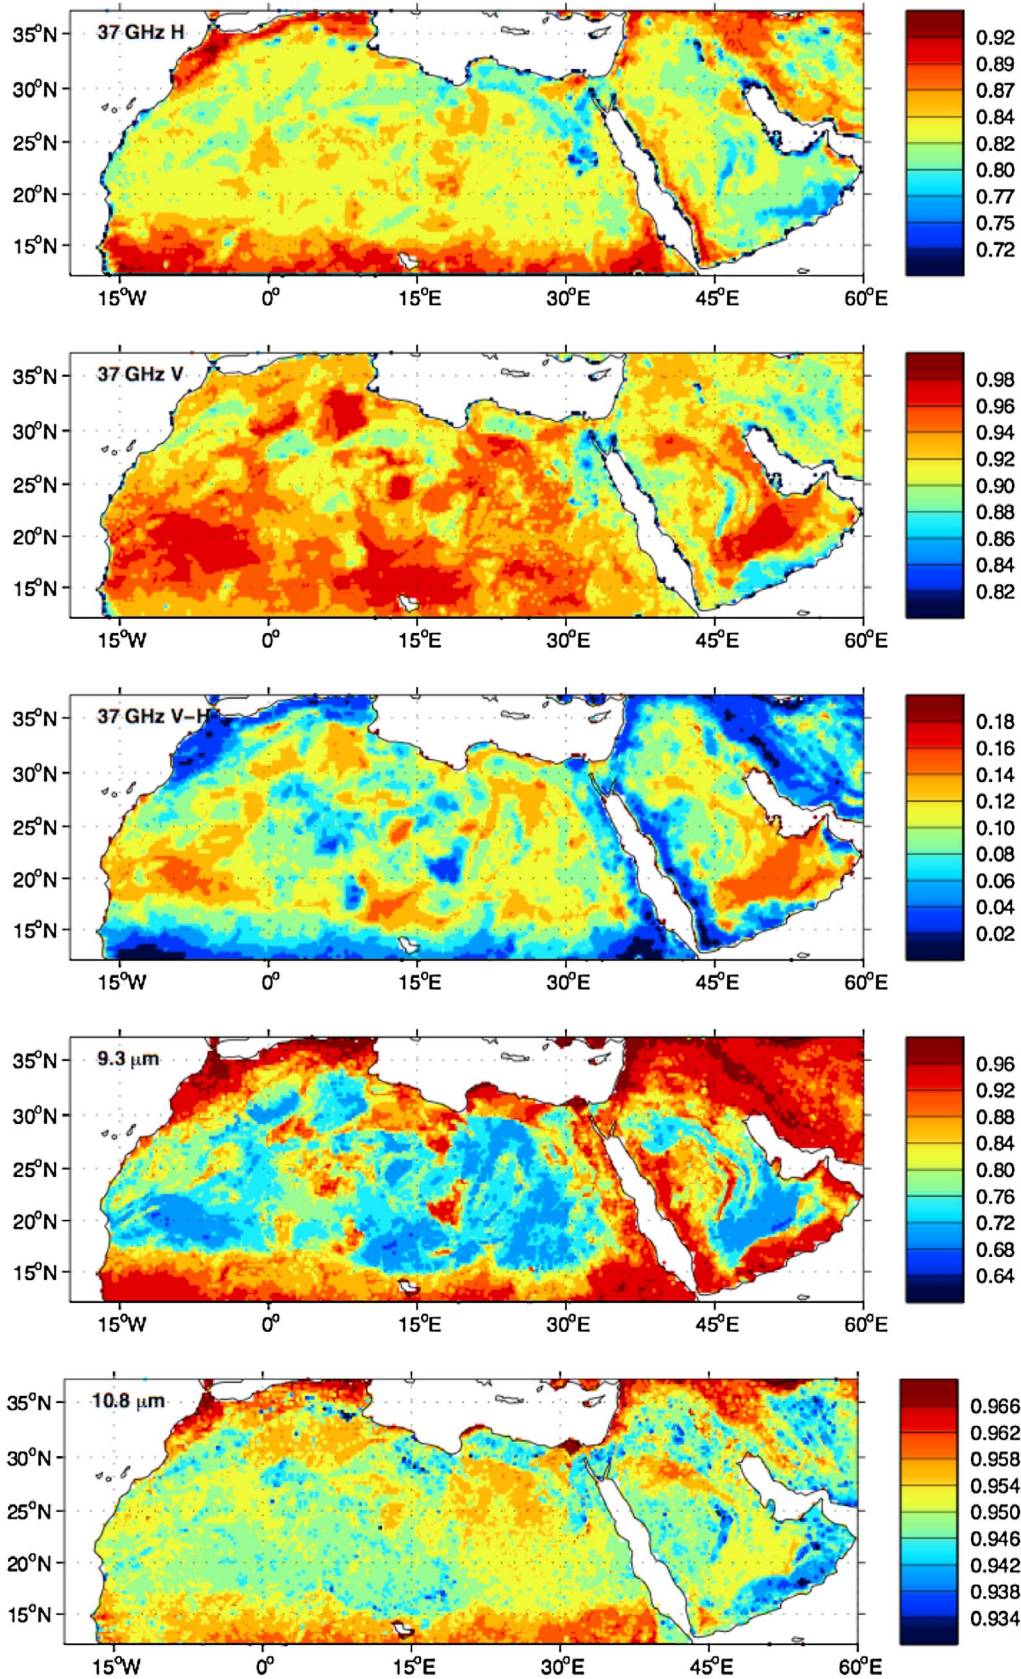 37 GHz H
35°N
30°N
25°N
20°N
15°N
15°W 0° 15°E 30°E 45°E 60°E
0.92
0.89
0.87
0.84
0.82
0.80
0.77
0.75
0.72
37 GHz V
35°N
30°N
25°N
20°N
15°N
15°W 0° 15°E 30°E 45°E 60°E
0.98
0.96
0.94
0.92
0.90
0.88
0.86
0.84
0.82
37 GHz V-H
35°N
30°N
25°N
20°N
15°N
15°W 0° 15°E 30°E 45°E 60°E
0.18
0.16
0.14
0.12
0.10
0.08
0.06
0.04
0.02
9.3 μm
35°N
30°N
25°N
20°N
15°N
15°W 0° 15°E 30°E 45°E 60°E
0.96
0.92
0.88
0.84
0.80
0.76
0.72
0.68
0.64
10.8 μm
35°N
30°N
25°N
20°N
15°N
15°W 0° 15°E 30°E 45°E 60°E
0.966
0.962
0.958
0.954
0.950
0.946
0.942
0.938
0.934